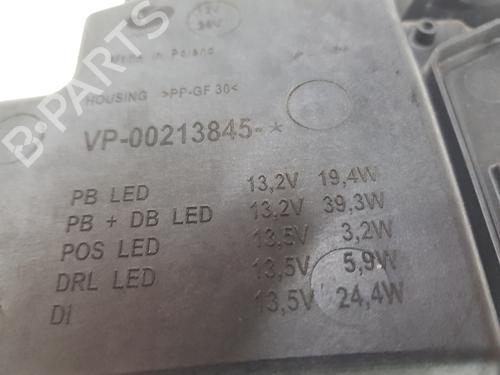 12V
24V
Made in Poland
HOUSING >PP-GF 30<
VP-00213845-*
PB LED 13,2V 19,4W
PB + DB LED 13,2V 39,3W
POS LED 13,5V 3,2W
DRL LED 13,5V 5,9W
DI 13,5V 24,4W
B-PARTS